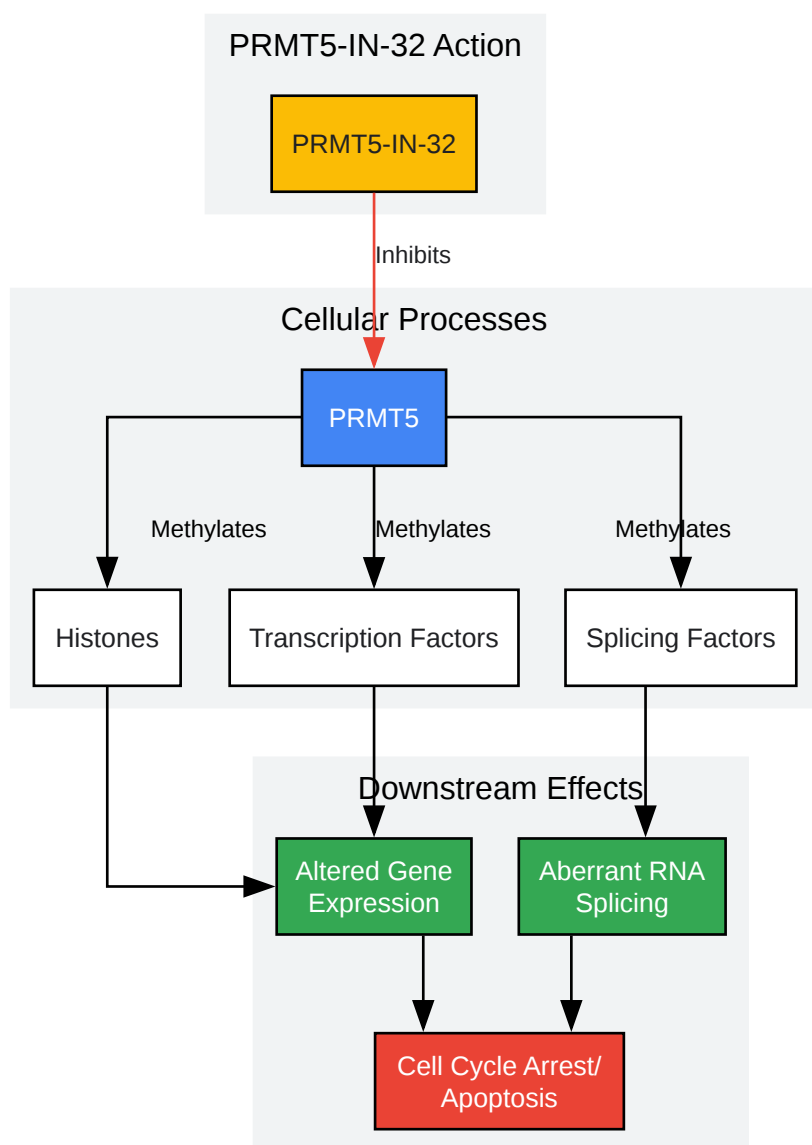 PRMT5-IN-32 Action
PRMT5-IN-32
Inhibits
Cellular Processes
PRMT5
Methylates
Methylates
Methylates
Histones
Transcription Factors
Splicing Factors
Downstream Effects
Altered Gene
Expression
Aberrant RNA
Splicing
Cell Cycle Arrest/
Apoptosis